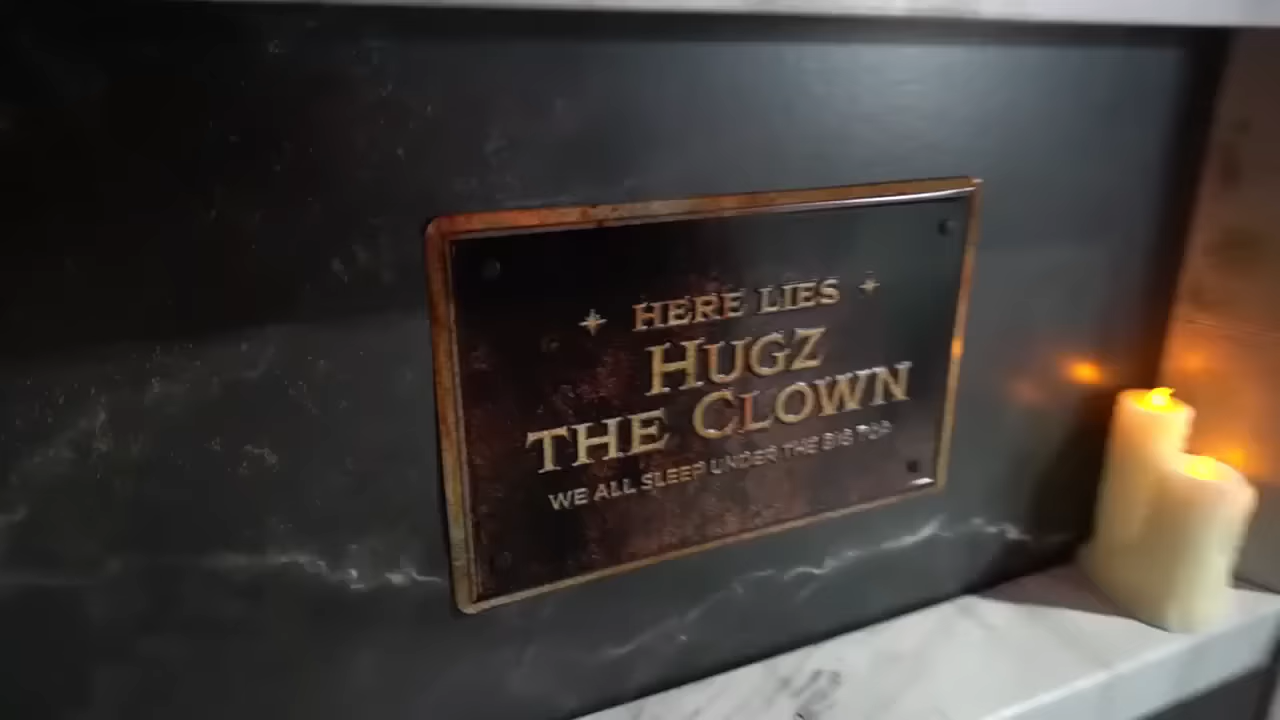 HERE LIES
HUGZ
THE CLOWN
WE ALL SLEEP UNDER THE BIG TOP